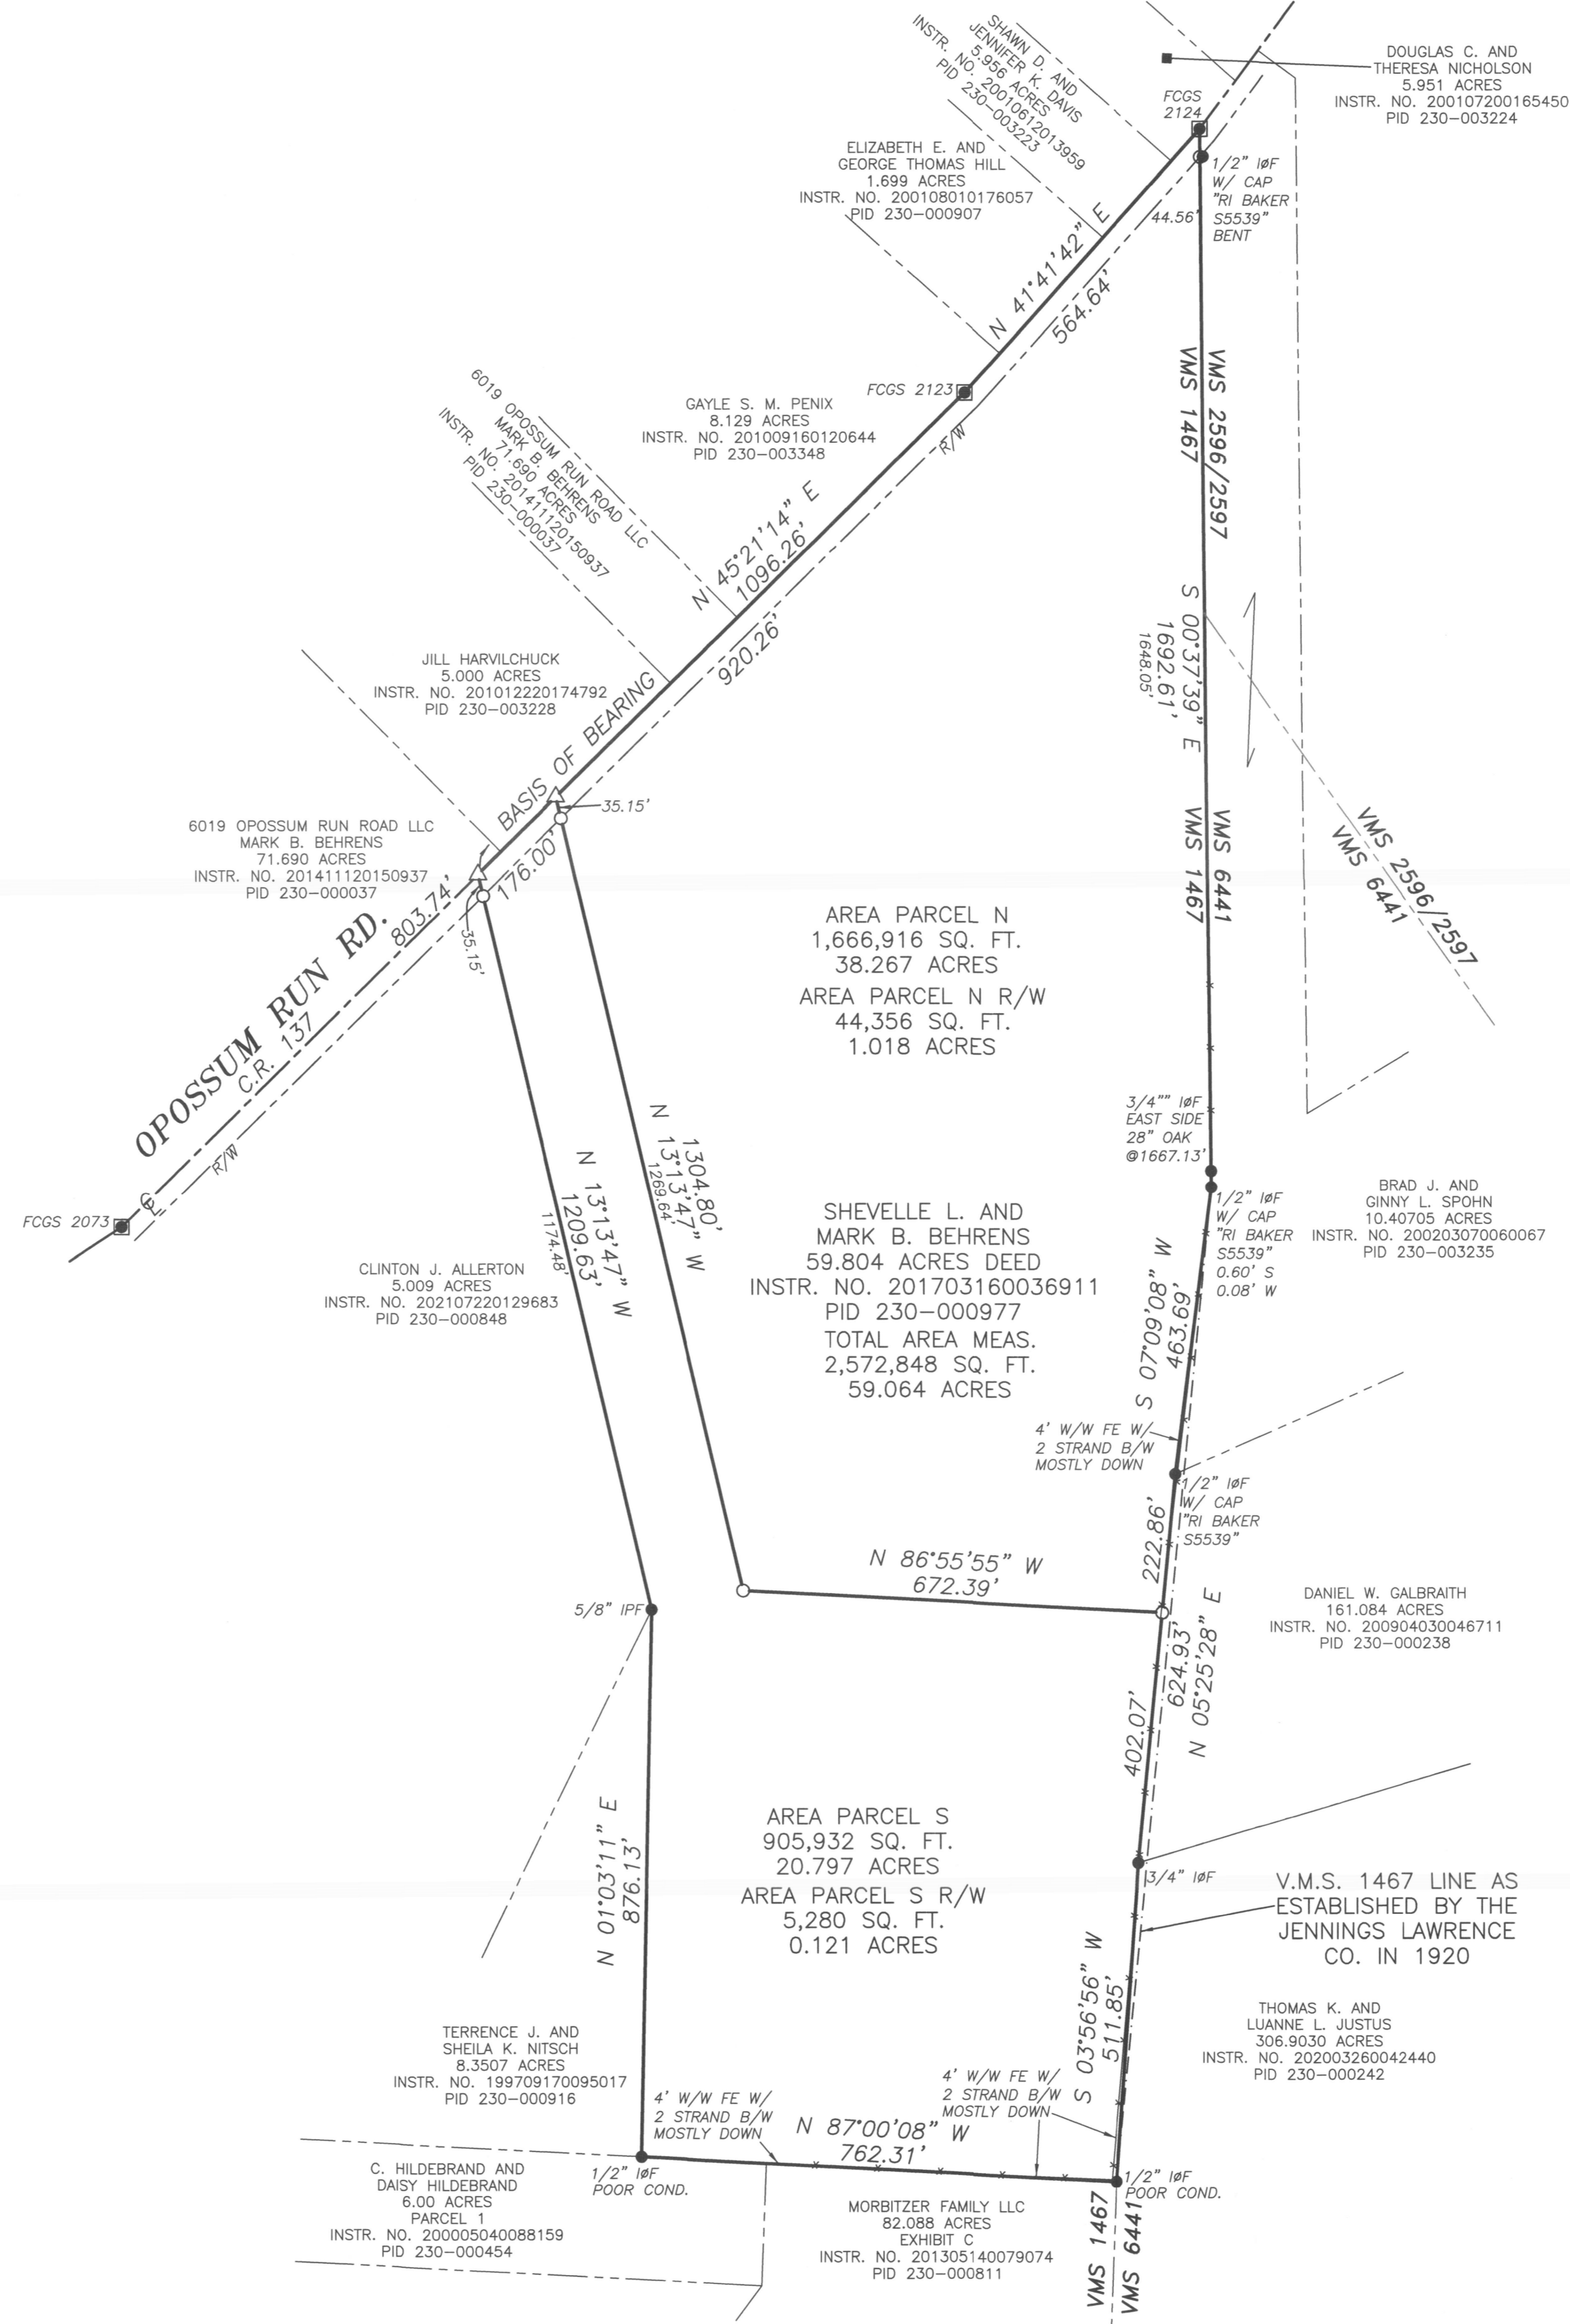 DOUGLAS C. AND
THERESA NICHOLSON
5.951 ACRES
INSTR. NO. 200107200165450
PID 230-003224
SHAWN D. AND
JENNIFER K. DAVIS
5.956 ACRES
INSTR. NO. 20010612013959
PID 230-003223
FCGS
2124
1/2" IØF
W/ CAP
"RI BAKER
S5539"
BENT
44.56'
ELIZABETH E. AND
GEORGE THOMAS HILL
1.699 ACRES
INSTR. NO. 200108010176057
PID 230-000907
N 41°41'42" E
564.64'
FCGS 2123
R/W
GAYLE S. M. PENIX
8.129 ACRES
INSTR. NO. 201009160120644
PID 230-003348
VMS 2596/2597
VMS 1467
6019 OPOSSUM RUN ROAD LLC
MARK B. BEHRENS
71.690 ACRES
INSTR. NO. 201411120150937
PID 230-000037
N 45°21'14" E
1096.26'
920.26'
S 00°37'39" E
1692.61'
1648.05'
JILL HARVILCHUCK
5.000 ACRES
INSTR. NO. 201012220174792
PID 230-003228
BASIS OF BEARING
35.15'
176.00'
35.15'
6019 OPOSSUM RUN ROAD LLC
MARK B. BEHRENS
71.690 ACRES
INSTR. NO. 201411120150937
PID 230-000037
803.74'
OPOSSUM RUN RD.
C.R. 137
R/W
CL
FCGS 2073
VMS 6441
VMS 1467
VMS 2596/2597
VMS 6441
AREA PARCEL N
1,666,916 SQ. FT.
38.267 ACRES
AREA PARCEL N R/W
44,356 SQ. FT.
1.018 ACRES
3/4"" IØF
EAST SIDE
28" OAK
@1667.13'
1/2" IØF
W/ CAP
"RI BAKER
S5539"
0.60' S
0.08' W
BRAD J. AND
GINNY L. SPOHN
10.40705 ACRES
INSTR. NO. 200203070060067
PID 230-003235
1304.80'
N 13°13'47" W
1269.64'
N 13°13'47" W
1209.63'
1174.48'
CLINTON J. ALLERTON
5.009 ACRES
INSTR. NO. 202107220129683
PID 230-000848
SHEVELLE L. AND
MARK B. BEHRENS
59.804 ACRES DEED
INSTR. NO. 201703160036911
PID 230-000977
TOTAL AREA MEAS.
2,572,848 SQ. FT.
59.064 ACRES
S 07°09'08" W
463.69'
4' W/W FE W/
2 STRAND B/W
MOSTLY DOWN
1/2" IØF
W/ CAP
"RI BAKER
S5539"
222.86'
N 86°55'55" W
672.39'
5/8" IPF
DANIEL W. GALBRAITH
161.084 ACRES
INSTR. NO. 200904030046711
PID 230-000238
624.93'
N 05°25'28" E
402.07'
3/4" IØF
N 01°03'11" E
876.13'
AREA PARCEL S
905,932 SQ. FT.
20.797 ACRES
AREA PARCEL S R/W
5,280 SQ. FT.
0.121 ACRES
V.M.S. 1467 LINE AS
ESTABLISHED BY THE
JENNINGS LAWRENCE
CO. IN 1920
S 03°56'56" W
511.85'
THOMAS K. AND
LUANNE L. JUSTUS
306.9030 ACRES
INSTR. NO. 202003260042440
PID 230-000242
TERRENCE J. AND
SHEILA K. NITSCH
8.3507 ACRES
INSTR. NO. 199709170095017
PID 230-000916
4' W/W FE W/
2 STRAND B/W
MOSTLY DOWN
4' W/W FE W/
2 STRAND B/W
MOSTLY DOWN
N 87°00'08" W
762.31'
1/2" IØF
POOR COND.
1/2" IØF
POOR COND.
C. HILDEBRAND AND
DAISY HILDEBRAND
6.00 ACRES
PARCEL 1
INSTR. NO. 200005040088159
PID 230-000454
MORBITZER FAMILY LLC
82.088 ACRES
EXHIBIT C
INSTR. NO. 201305140079074
PID 230-000811
VMS 1467
VMS 6441